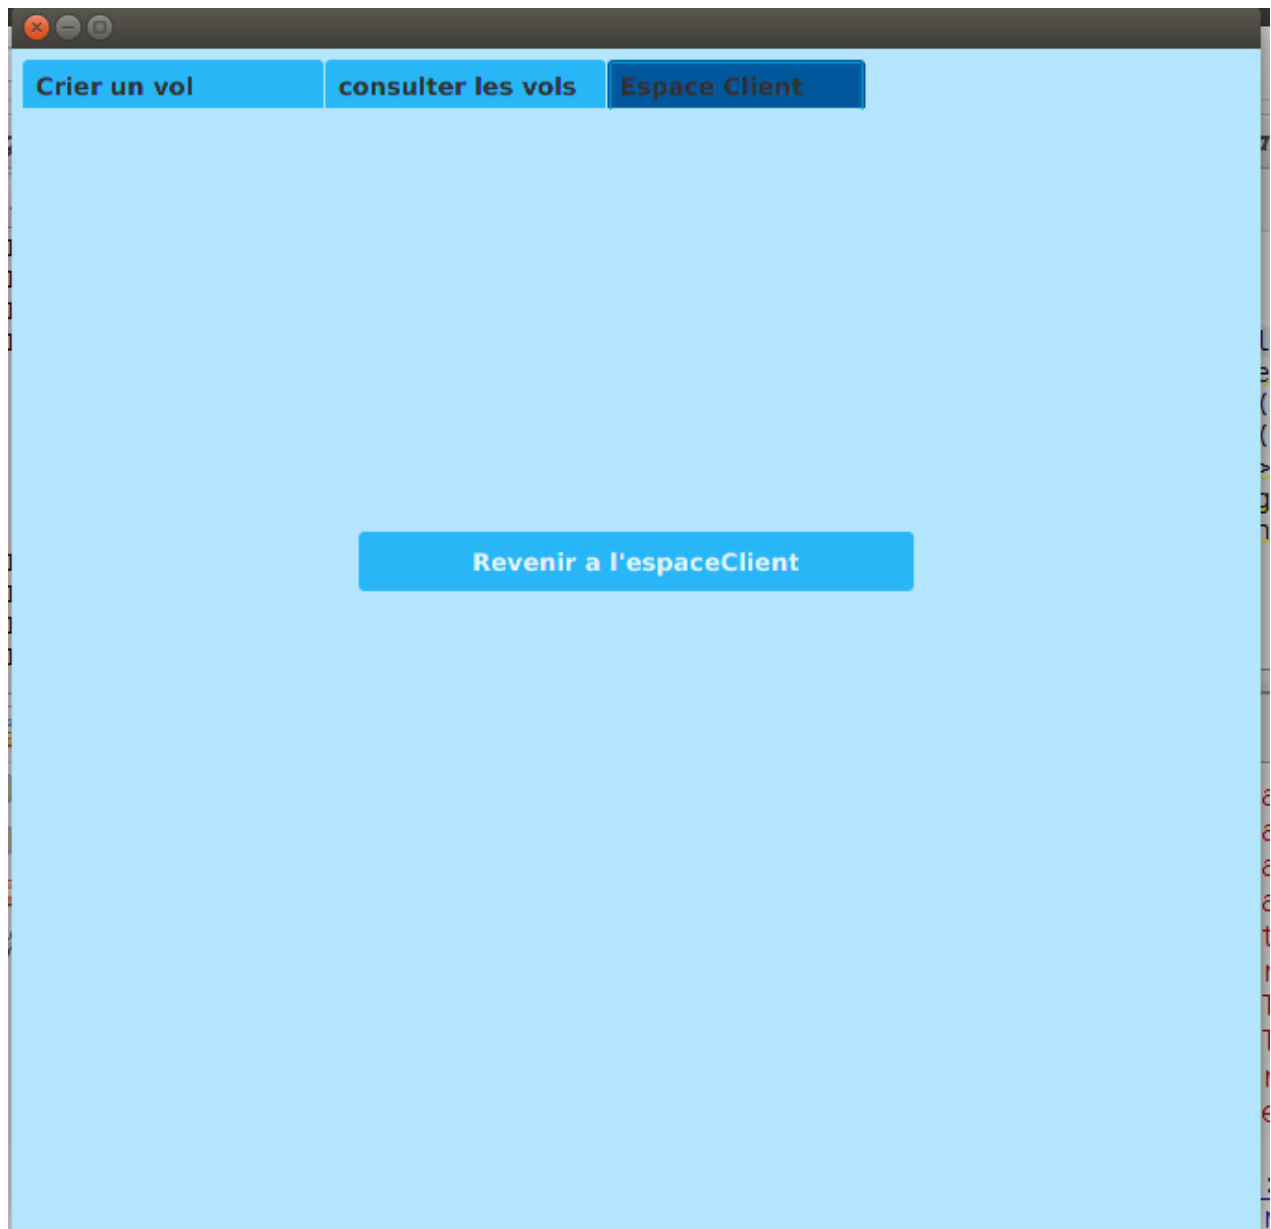 Crier un vol
consulter les vols
Espace Client
Revenir a l'espaceClient